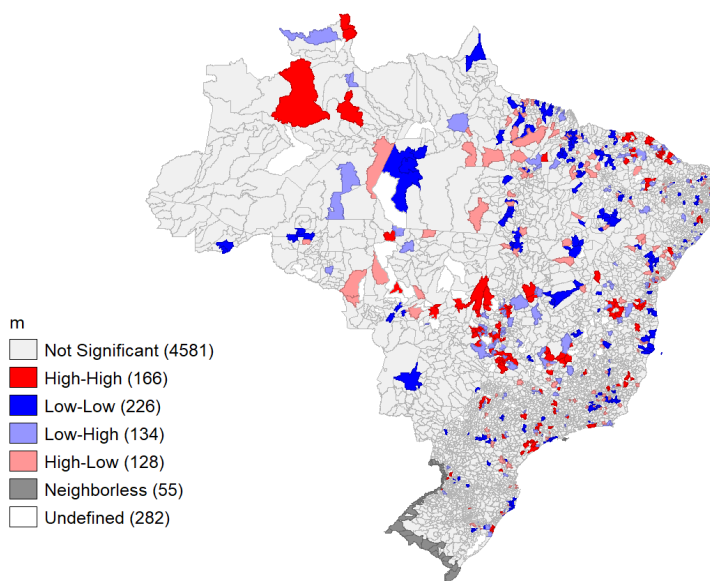 m
Not Significant (4581)
High-High (166)
Low-Low (226)
Low-High (134)
High-Low (128)
Neighborless (55)
Undefined (282)